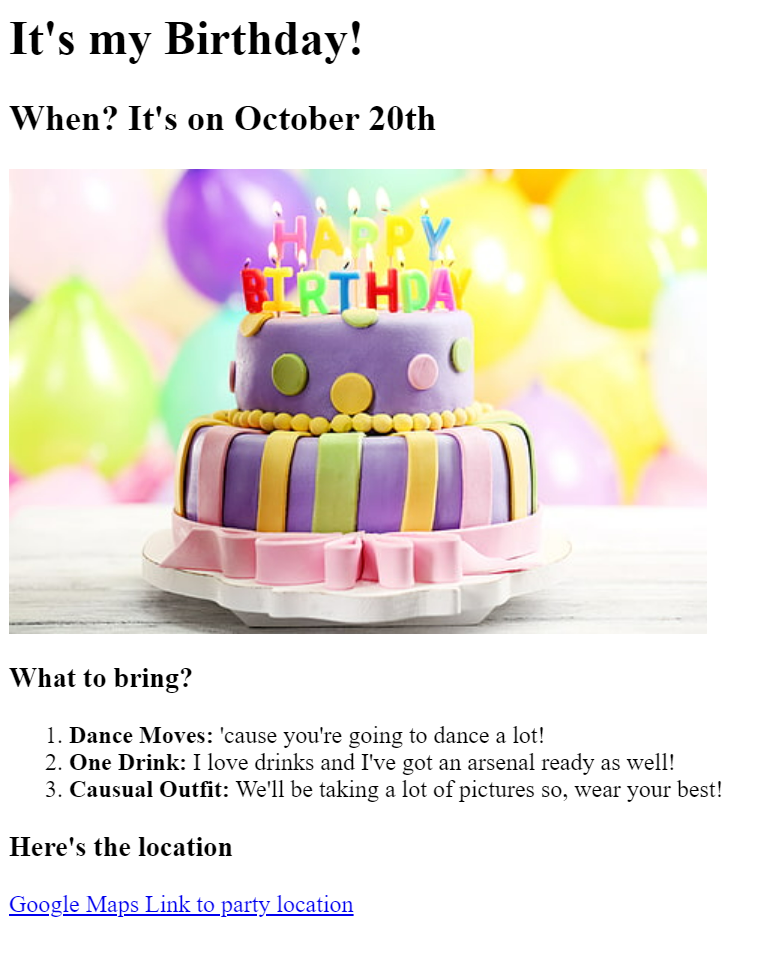 It's my Birthday!
When? It's on October 20th
HAPPY
BIRTHDAY
What to bring?
1. Dance Moves: 'cause you're going to dance a lot!
2. One Drink: I love drinks and I've got an arsenal ready as well!
3. Causual Outfit: We'll be taking a lot of pictures so, wear your best!
Here's the location
Google Maps Link to party location